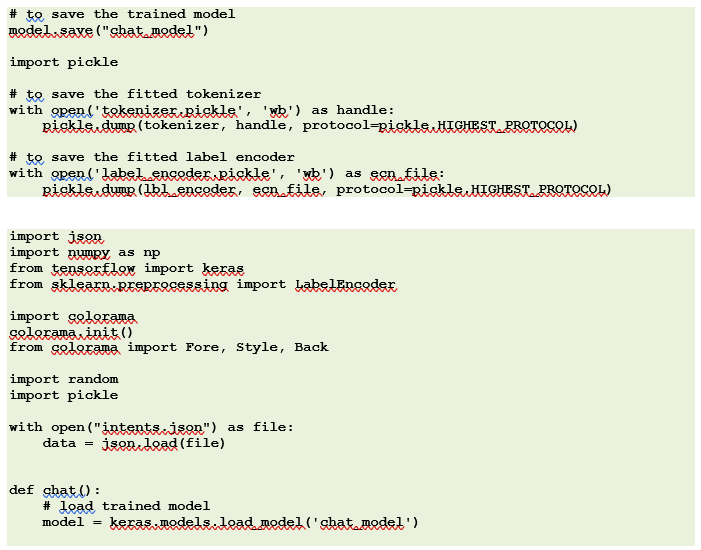 # to save the trained model
model.save("chat_model")
import pickle
# to save the fitted tokenizer
with open('tokenizer.pickle', 'wb') as handle:
    pickle.dump(tokenizer, handle, protocol=pickle.HIGHEST_PROTOCOL)
# to save the fitted label encoder
with open('label_encoder.pickle', 'wb') as ecn_file:
    pickle.dump(lbl_encoder, ecn_file, protocol=pickle.HIGHEST_PROTOCOL)
import json
import numpy as np
from tensorflow import keras
from sklearn.preprocessing import LabelEncoder
import colorama
colorama.init()
from colorama import Fore, Style, Back
import random
import pickle
with open("intents.json") as file:
    data = json.load(file)
def chat():
    # load trained model
    model = keras.models.load_model('chat_model')